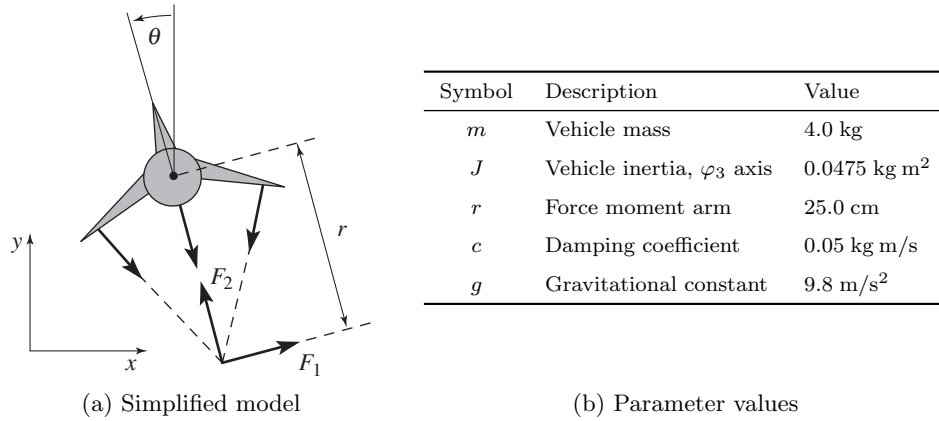 θ
r
y
F₂
F₁
x
(a) Simplified model
Symbol Description Value
m Vehicle mass 4.0 kg
J Vehicle inertia, φ₃ axis 0.0475 kg m²
r Force moment arm 25.0 cm
c Damping coefficient 0.05 kg m/s
g Gravitational constant 9.8 m/s²
(b) Parameter values